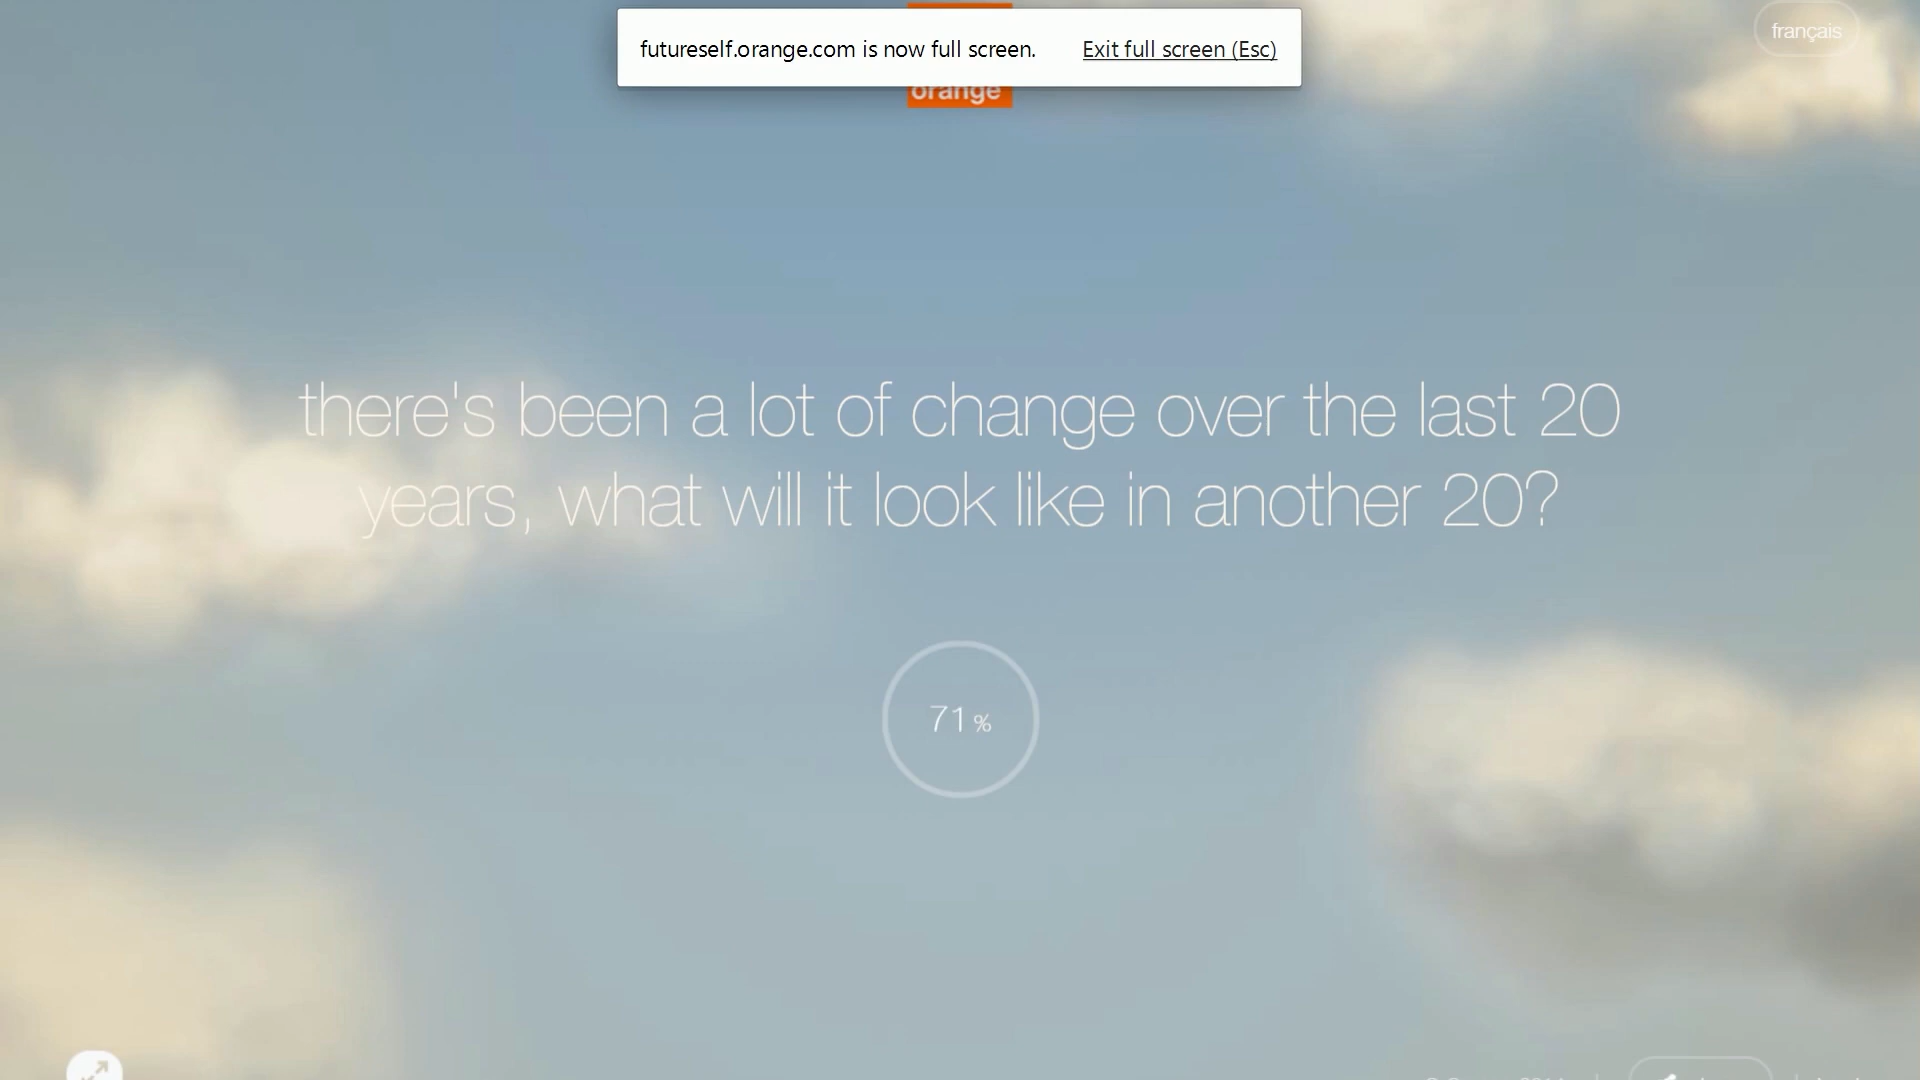 français
futureself.orange.com is now full screen. Exit full screen (Esc)
orange
there's been a lot of change over the last 20
years, what will it look like in another 20?
71 %